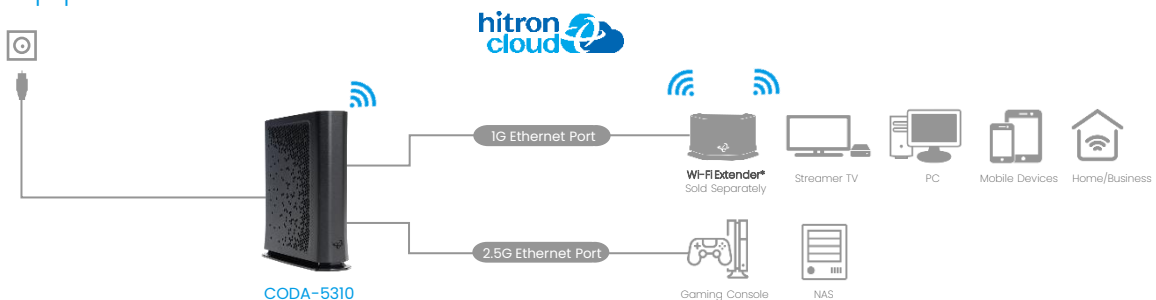 hitron
cloud
1G Ethernet Port
Wi-Fi Extender*
Sold Separately
Streamer TV
PC
Mobile Devices
Home/Business
2.5G Ethernet Port
CODA-5310
Gaming Console
NAS